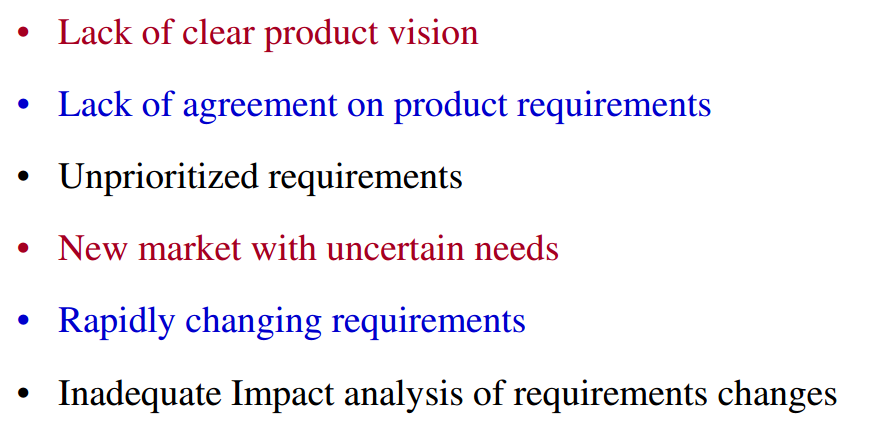 • Lack of clear product vision
• Lack of agreement on product requirements
• Unprioritized requirements
• New market with uncertain needs
• Rapidly changing requirements
• Inadequate Impact analysis of requirements changes